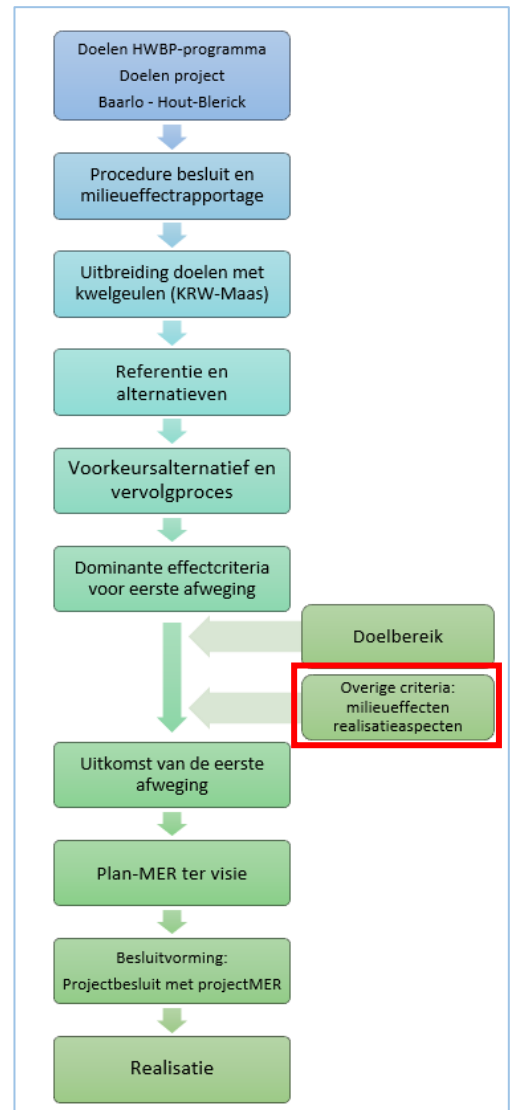 Doelen HWBP-programma
Doelen project
Baarlo - Hout-Blerick
Procedure besluit en
milieueffectrapportage
Uitbreiding doelen met
kwelgeulen (KRW-Maas)
Referentie en
alternatieven
Voorkeursalternatief en
vervolgproces
Dominante effectcriteria
voor eerste afweging
Doelbereik
Overige criteria:
milieueffecten
realisatieaspecten
Uitkomst van de eerste
afweging
Plan-MER ter visie
Besluitvorming:
Projectbesluit met projectMER
Realisatie